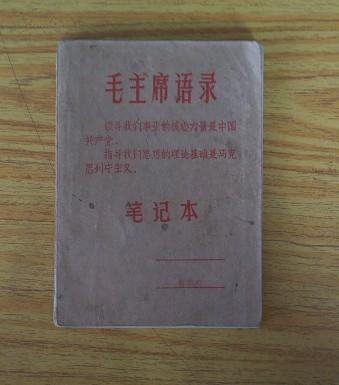 毛主席语录
领导我们事业的核心力量是中国
共产党。
指导我们思想的理论基础是马克
思列宁主义。
笔记本